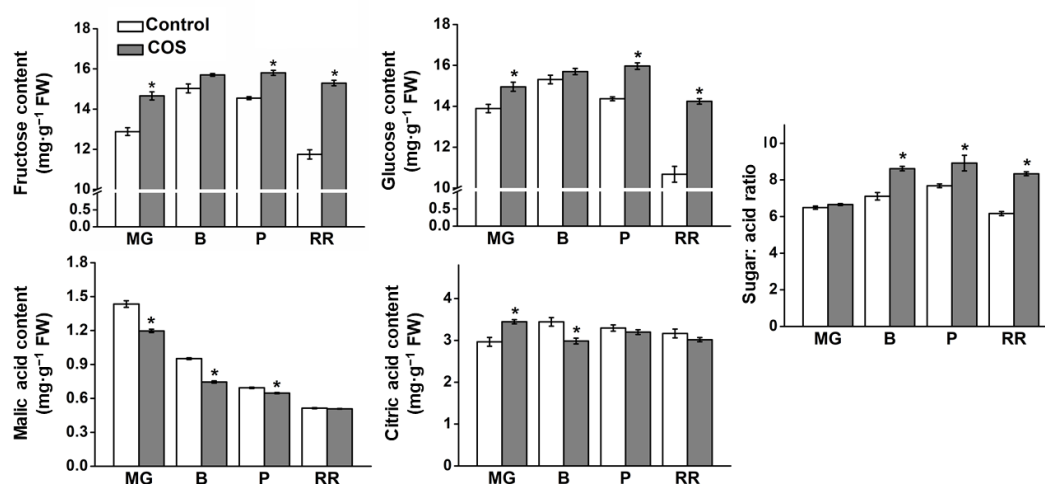 Control
COS
Fructose content
(mg·g⁻¹ FW)
18
16
14
12
10
0.5
0.0
*
*
*
MG B P RR
Glucose content
(mg·g⁻¹ FW)
18
16
14
12
10
0.5
0.0
*
*
*
MG B P RR
Malic acid content
(mg·g⁻¹ FW)
1.8
1.5
1.2
0.9
0.6
0.3
0.0
*
*
*
MG B P RR
Citric acid content
(mg·g⁻¹ FW)
4
3
2
1
0
*
*
MG B P RR
Sugar: acid ratio
10
8
6
4
2
0
*
*
*
MG B P RR